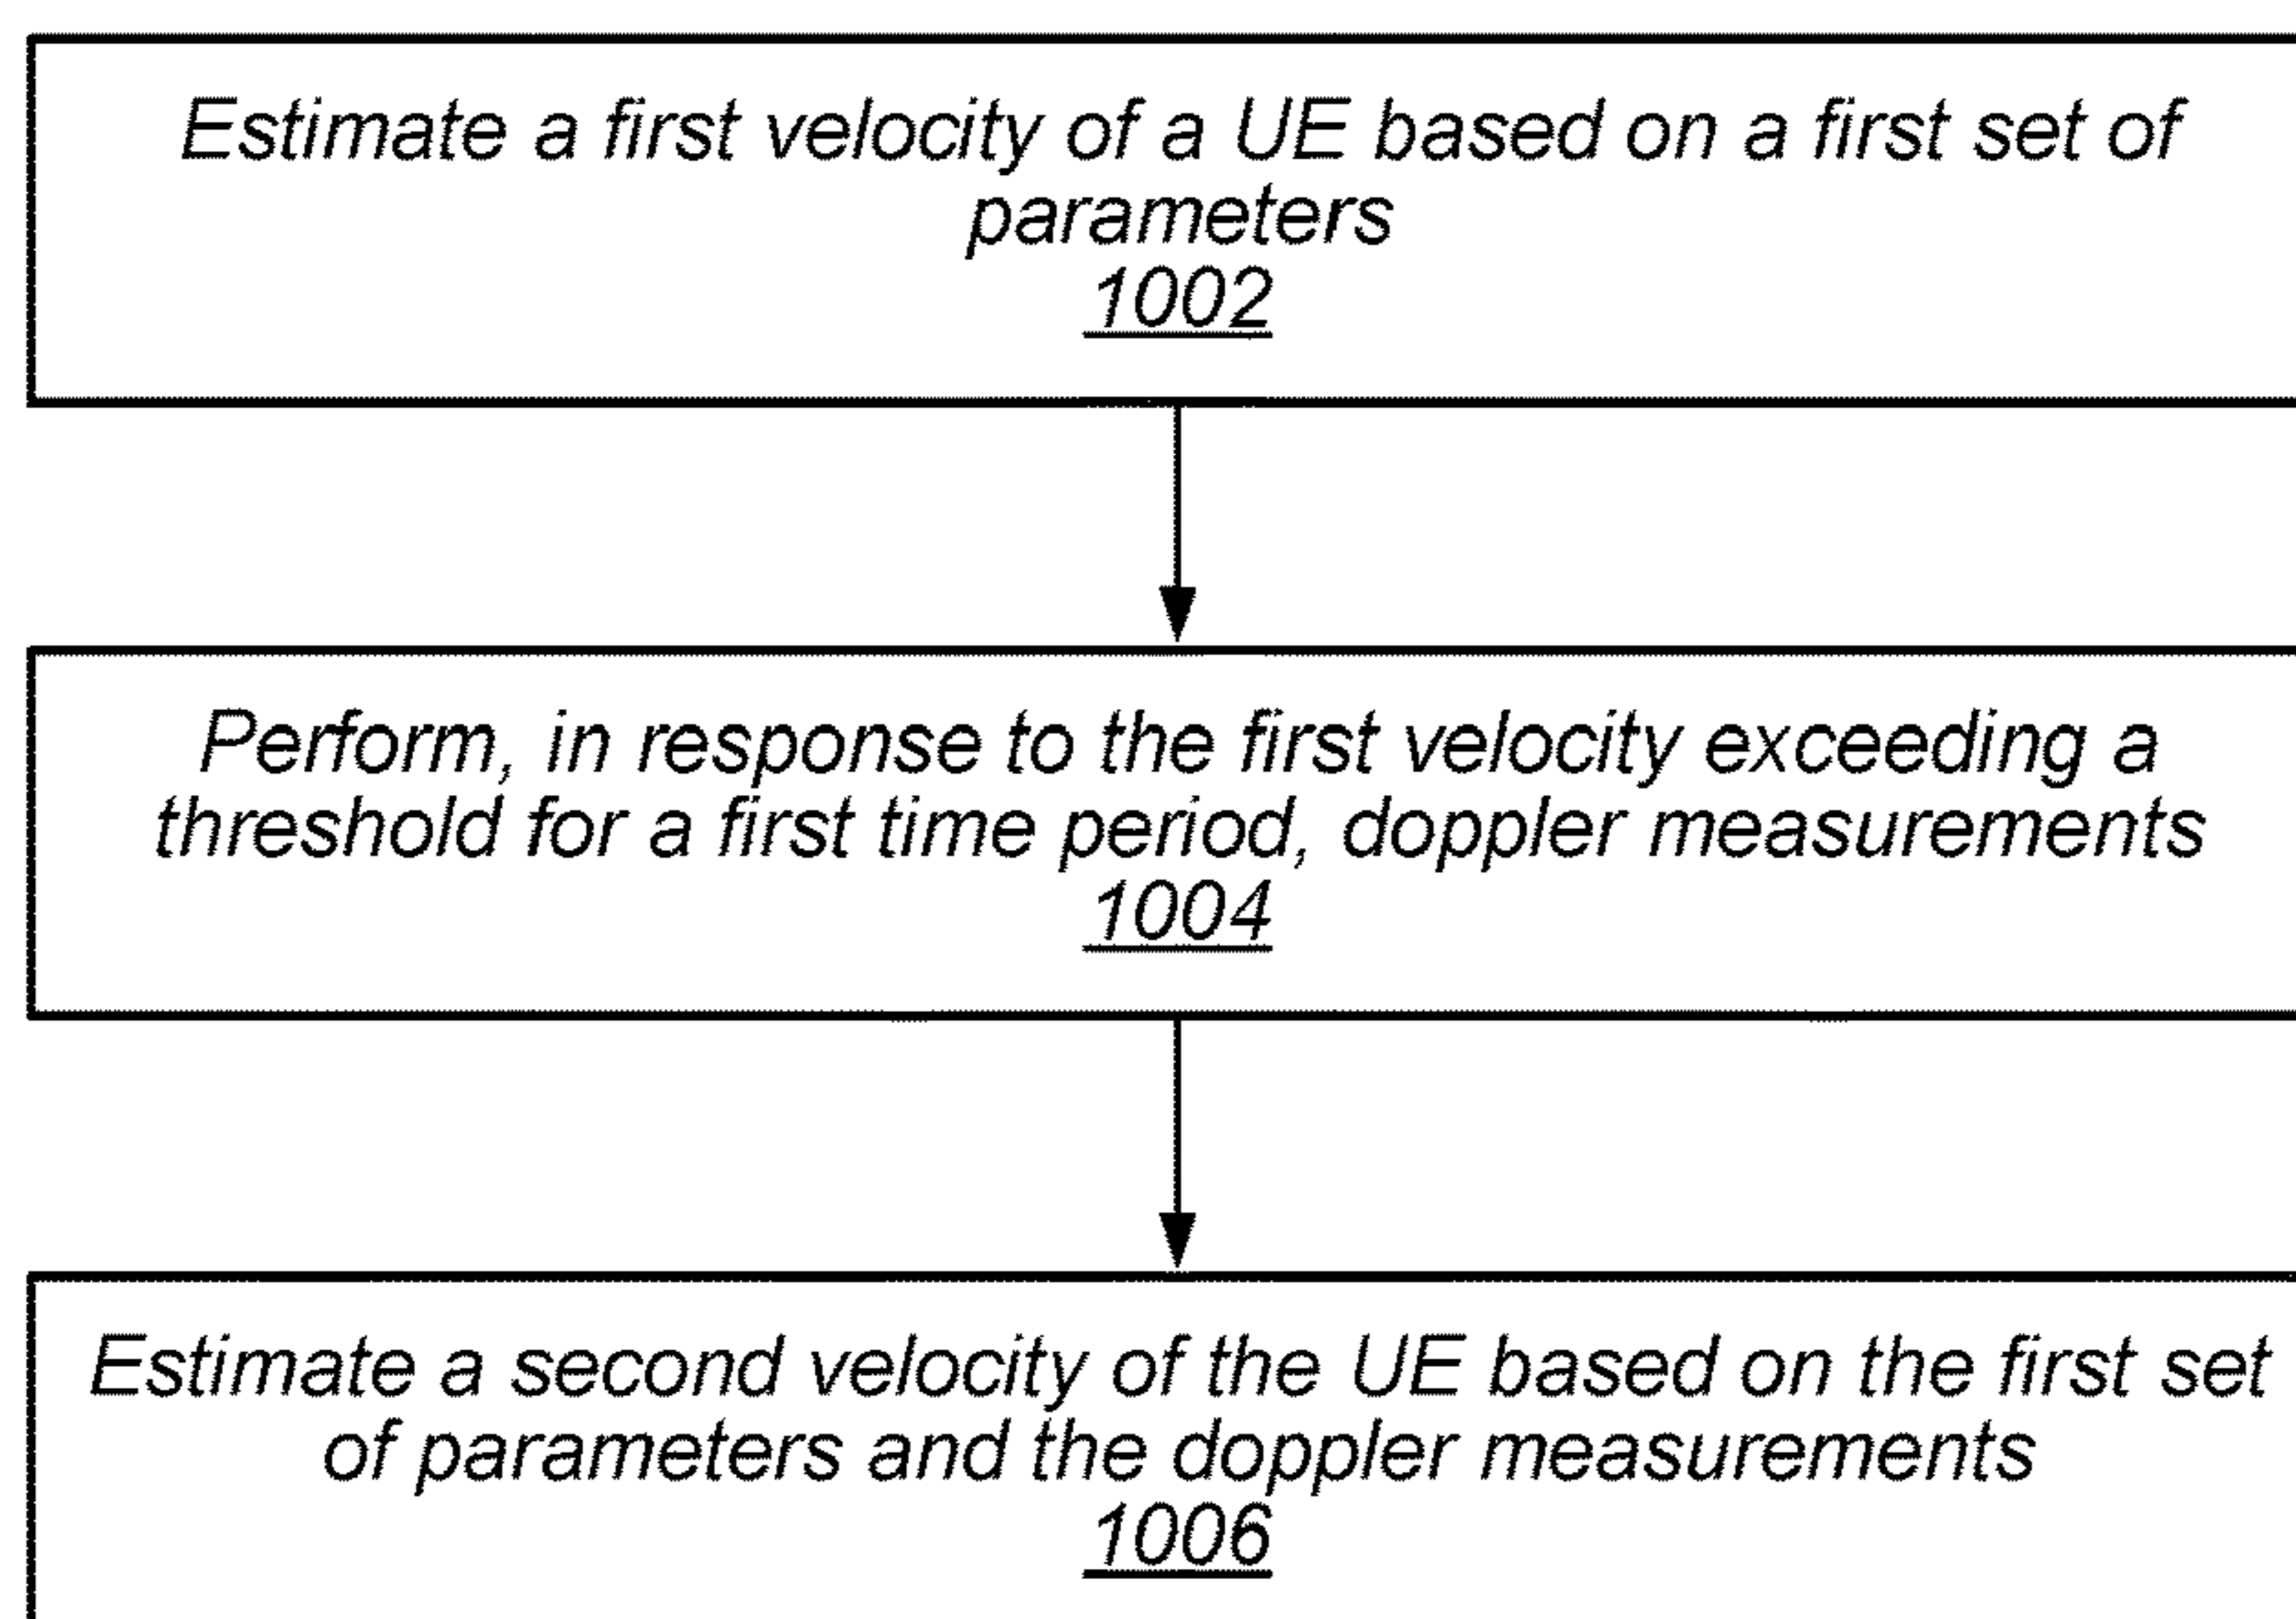 Estimate a first velocity of a UE based on a first set of
parameters
1002
Perform, in response to the first velocity exceeding a
threshold for a first time period, doppler measurements
1004
Estimate a second velocity of the UE based on the first set
of parameters and the doppler measurements
1006